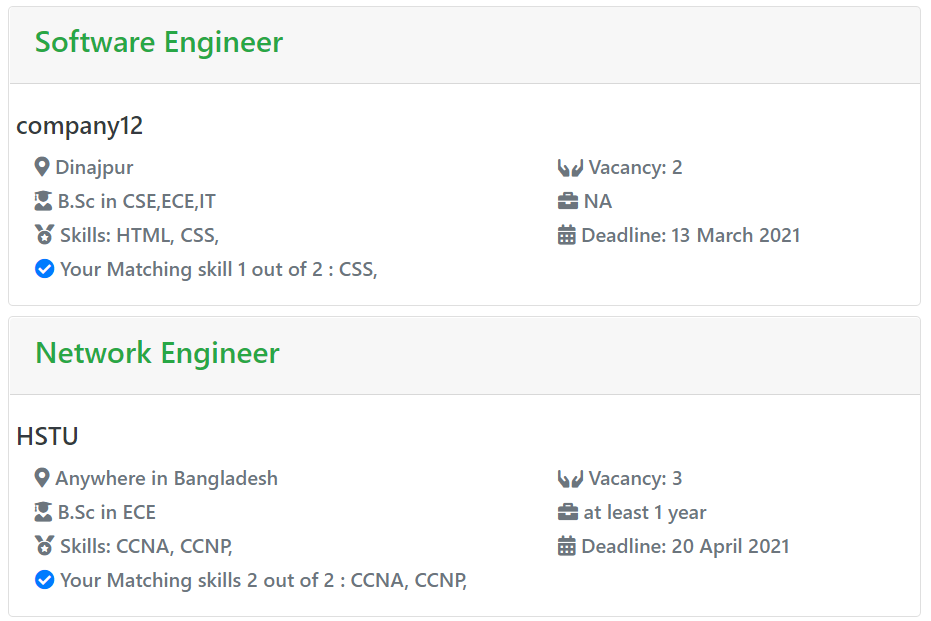 Software Engineer
company12
Dinajpur
Vacancy: 2
B.Sc in CSE,ECE,IT
NA
Skills: HTML, CSS,
Deadline: 13 March 2021
Your Matching skill 1 out of 2 : CSS,
Network Engineer
HSTU
Anywhere in Bangladesh
Vacancy: 3
B.Sc in ECE
at least 1 year
Skills: CCNA, CCNP,
Deadline: 20 April 2021
Your Matching skills 2 out of 2 : CCNA, CCNP,